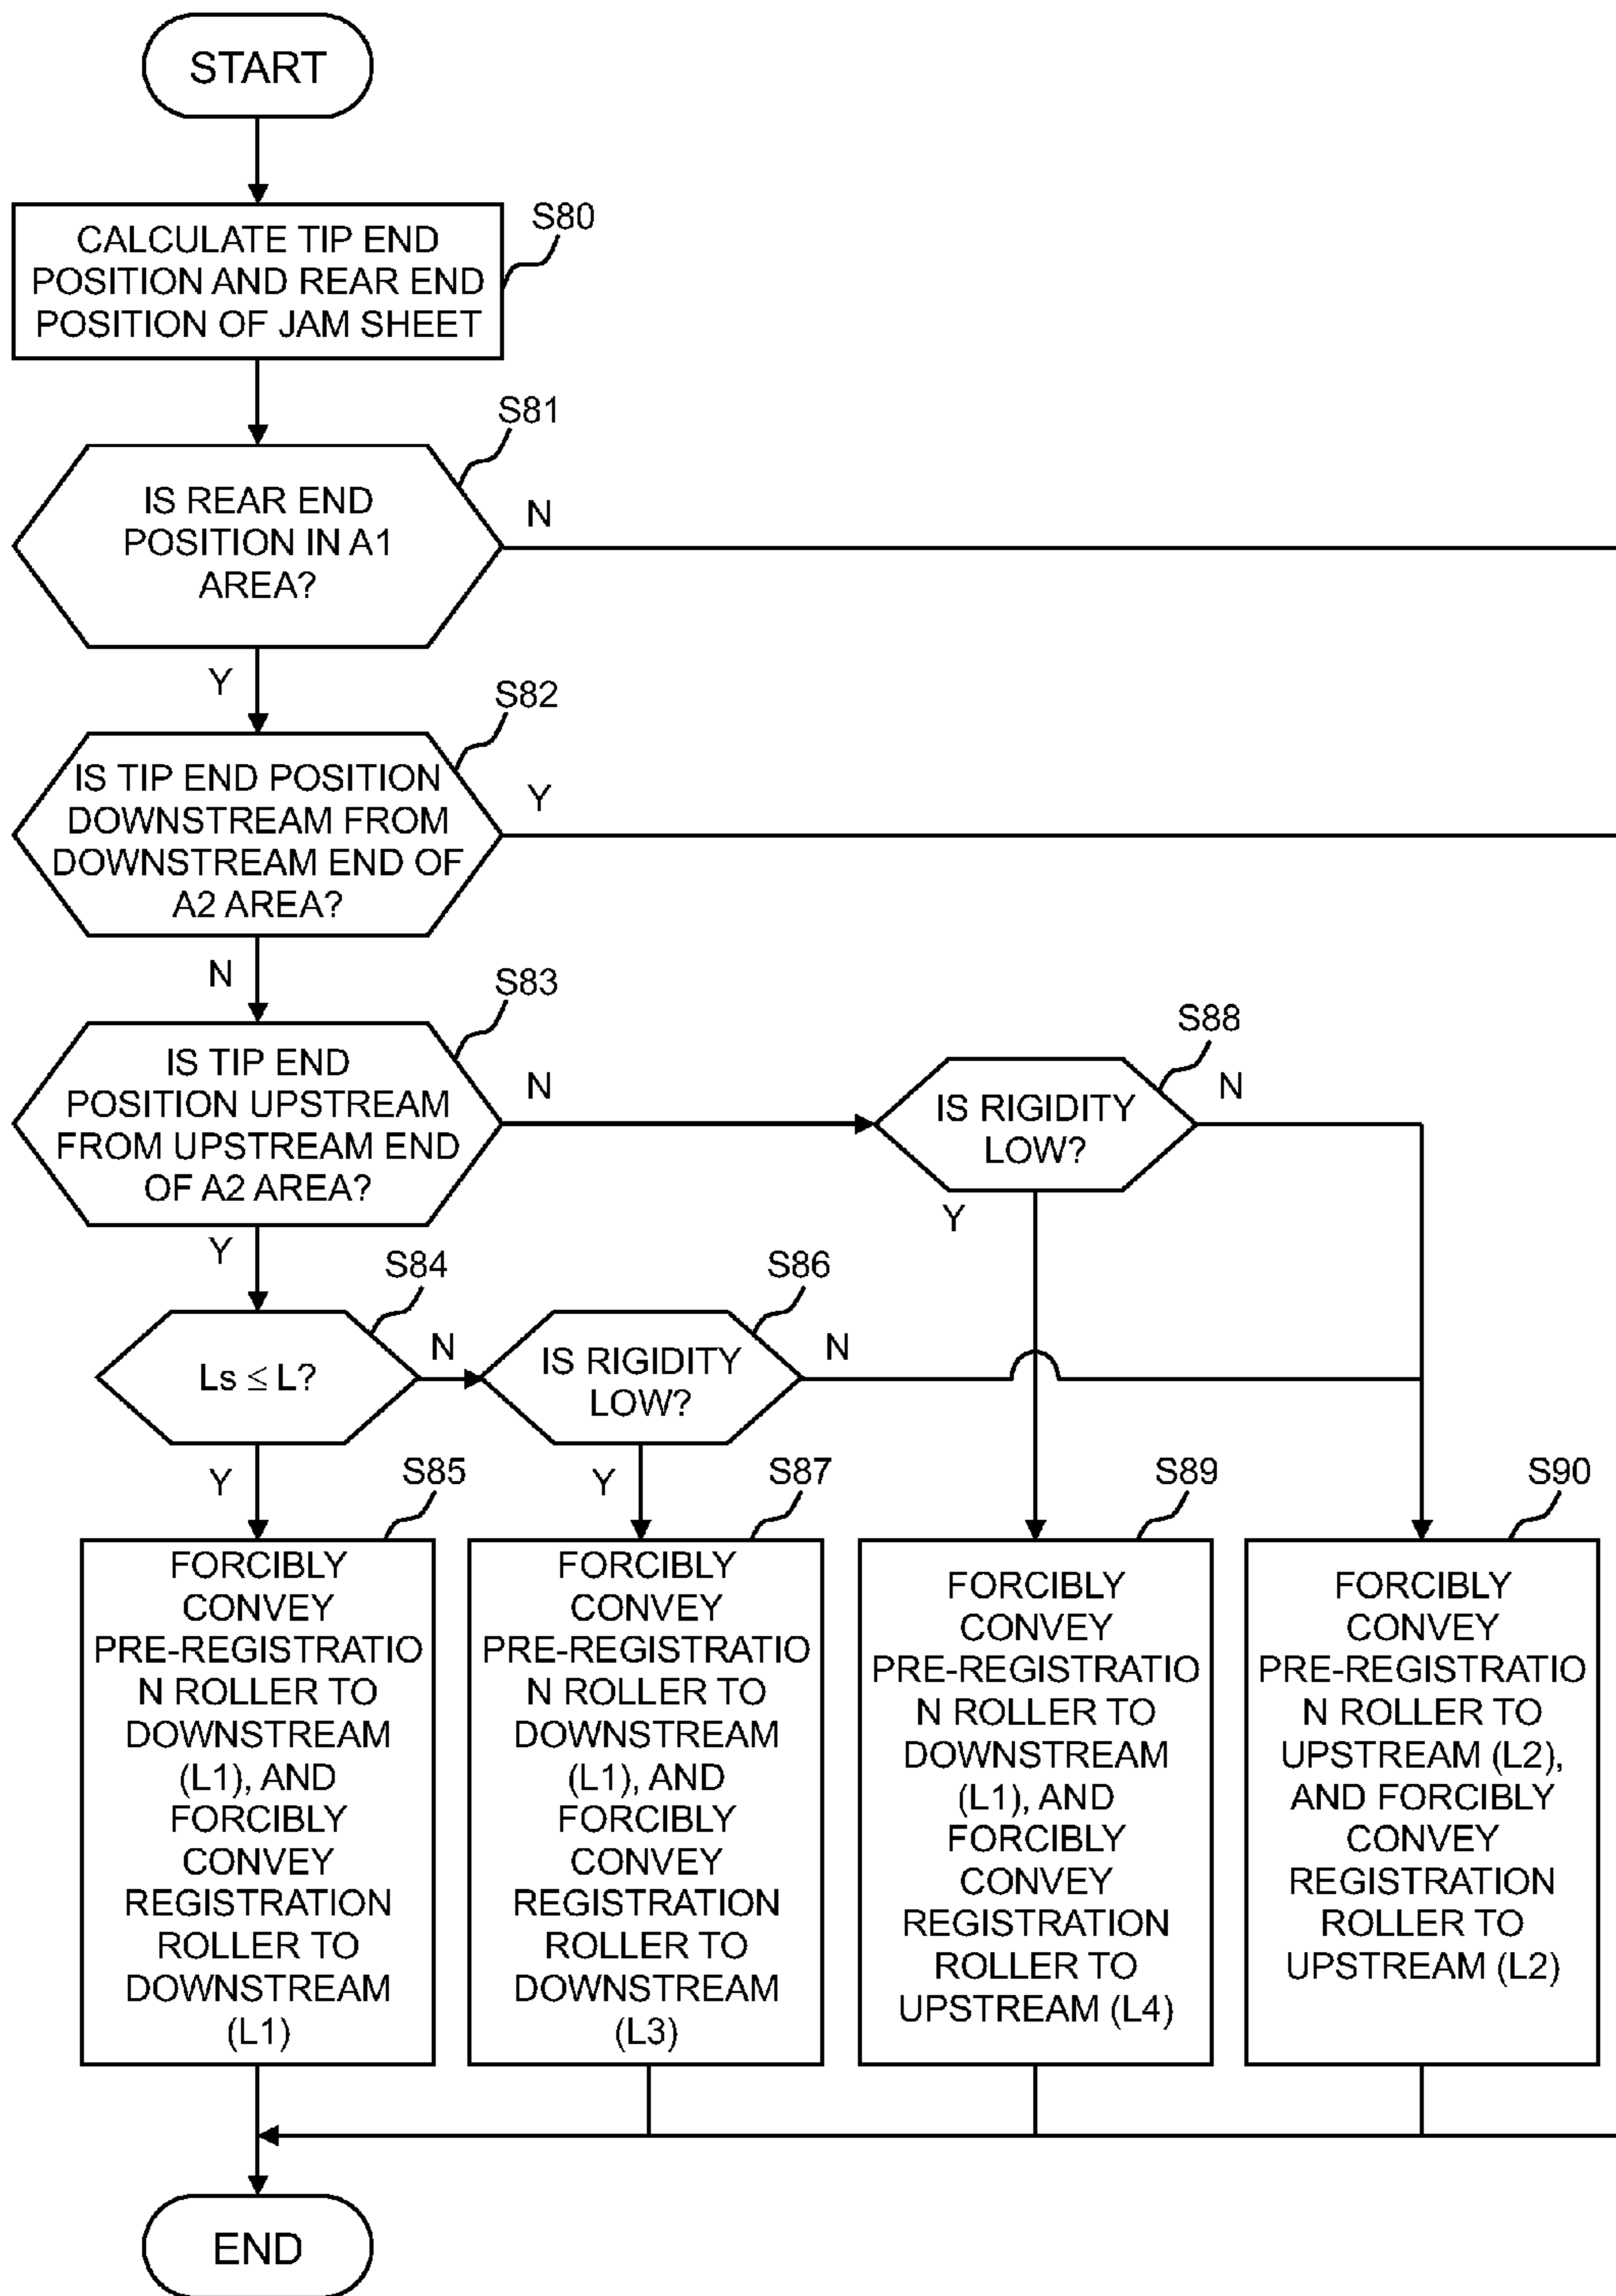 START
CALCULATE TIP END
POSITION AND REAR END
POSITION OF JAM SHEET
S80
IS REAR END
POSITION IN A1
AREA?
S81
N
Y
IS TIP END POSITION
DOWNSTREAM FROM
DOWNSTREAM END OF
A2 AREA?
S82
Y
N
IS TIP END
POSITION UPSTREAM
FROM UPSTREAM END
OF A2 AREA?
S83
N
Y
IS RIGIDITY
LOW?
S88
N
Y
Ls ≤ L?
S84
N
Y
IS RIGIDITY
LOW?
S86
N
Y
S85
FORCIBLY
CONVEY
PRE-REGISTRATIO
N ROLLER TO
DOWNSTREAM
(L1), AND
FORCIBLY
CONVEY
REGISTRATION
ROLLER TO
DOWNSTREAM
(L1)
S87
FORCIBLY
CONVEY
PRE-REGISTRATIO
N ROLLER TO
DOWNSTREAM
(L1), AND
FORCIBLY
CONVEY
REGISTRATION
ROLLER TO
DOWNSTREAM
(L3)
S89
FORCIBLY
CONVEY
PRE-REGISTRATIO
N ROLLER TO
DOWNSTREAM
(L1), AND
FORCIBLY
CONVEY
REGISTRATION
ROLLER TO
UPSTREAM (L4)
S90
FORCIBLY
CONVEY
PRE-REGISTRATIO
N ROLLER TO
UPSTREAM (L2),
AND FORCIBLY
CONVEY
REGISTRATION
ROLLER TO
UPSTREAM (L2)
END